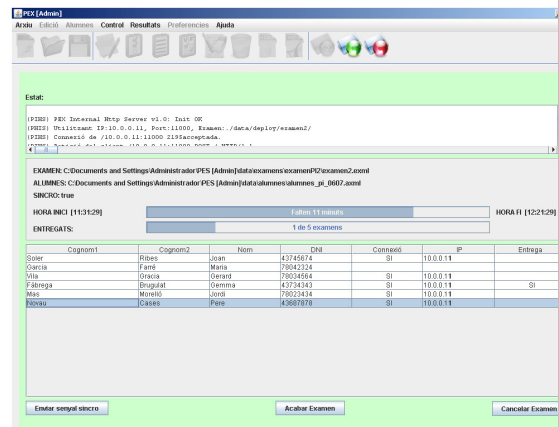 PEX [Admin]
Arxiu Edició Alumnes Control Resultats Preferencies Ajuda
Estat:
(PIHS) PEX Internal Http Server v1.0: Init OK
(PHIS) Utilitzant IP:10.0.0.11, Port:11000, Examen:./data/deploy/examen2/
(PIHS) Connexió de /10.0.0.11:11000 219$acceptada.
EXAMEN: C:\Documents and Settings\Administrador\PES [Admin]\data\examens\examenPI2\examen2.exml
ALUMNES: C:\Documents and Settings\Administrador\PES [Admin]\data\alumnes\alumnes_pi_0607.axml
SINCRO: true
HORA INICI [11:31:29] Falten 11 minuts HORA FI [12:21:29]
ENTREGATS: 1 de 5 examens
Cognom1 Cognom2 Nom DNI Connexió IP Entrega
Soler Ribes Joan 43745674 SI 10.0.0.11
Garcia Farré Maria 78042324
Vila Gracia Gerard 78034564 SI 10.0.0.11
Fábrega Brugulat Gemma 43734343 SI 10.0.0.11 SI
Mas Morelló Jordi 78023434 SI 10.0.0.11
Novau Cases Pere 43687878 SI 10.0.0.11
Enviar senyal sincro Acabar Examen Cancelar Examen